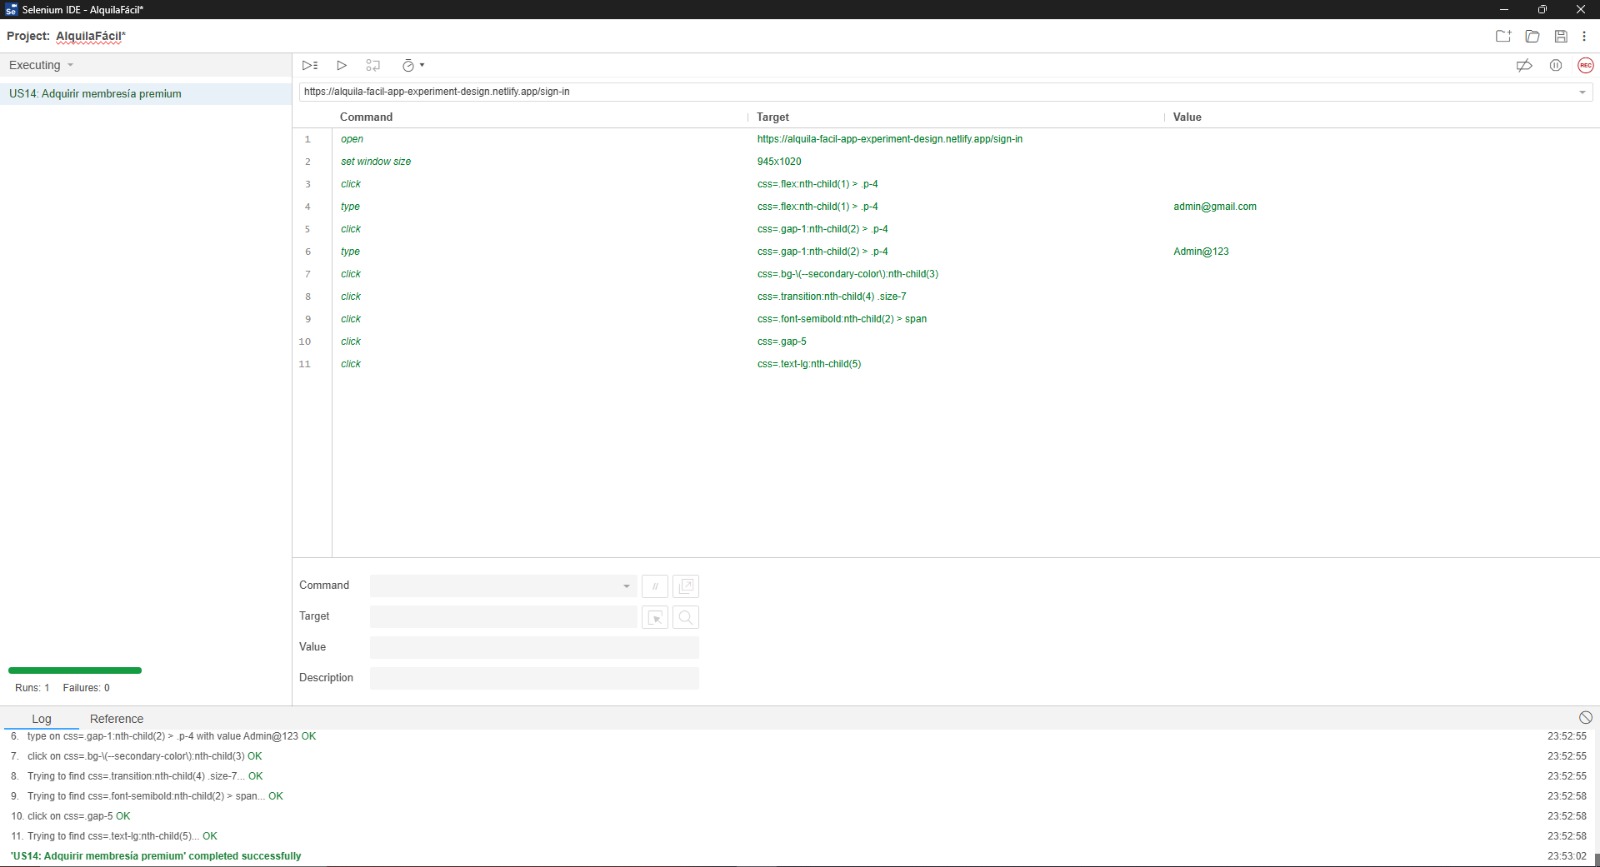 Selenium IDE - AlquilaFácil*
Project: AlquilaFácil*
Executing
US14: Adquirir membresía premium
https://alquila-facil-app-experiment-design.netlify.app/sign-in
REC
Command Target Value
1 open https://alquila-facil-app-experiment-design.netlify.app/sign-in
2 set window size 945x1020
3 click css=.flex:nth-child(1) > .p-4
4 type css=.flex:nth-child(1) > .p-4 admin@gmail.com
5 click css=.gap-1:nth-child(2) > .p-4
6 type css=.gap-1:nth-child(2) > .p-4 Admin@123
7 click css=.bg-\(--secondary-color\):nth-child(3)
8 click css=.transition:nth-child(4) .size-7
9 click css=.font-semibold:nth-child(2) > span
10 click css=.gap-5
11 click css=.text-lg:nth-child(5)
Command //
Target
Value
Description
Runs: 1 Failures: 0
Log Reference
6. type on css=.gap-1:nth-child(2) > .p-4 with value Admin@123 OK 23:52:55
7. click on css=.bg-\(--secondary-color\):nth-child(3) OK 23:52:55
8. Trying to find css=.transition:nth-child(4) .size-7... OK 23:52:55
9. Trying to find css=.font-semibold:nth-child(2) > span... OK 23:52:58
10. click on css=.gap-5 OK 23:52:58
11. Trying to find css=.text-lg:nth-child(5)... OK 23:52:58
'US14: Adquirir membresía premium' completed successfully 23:53:02